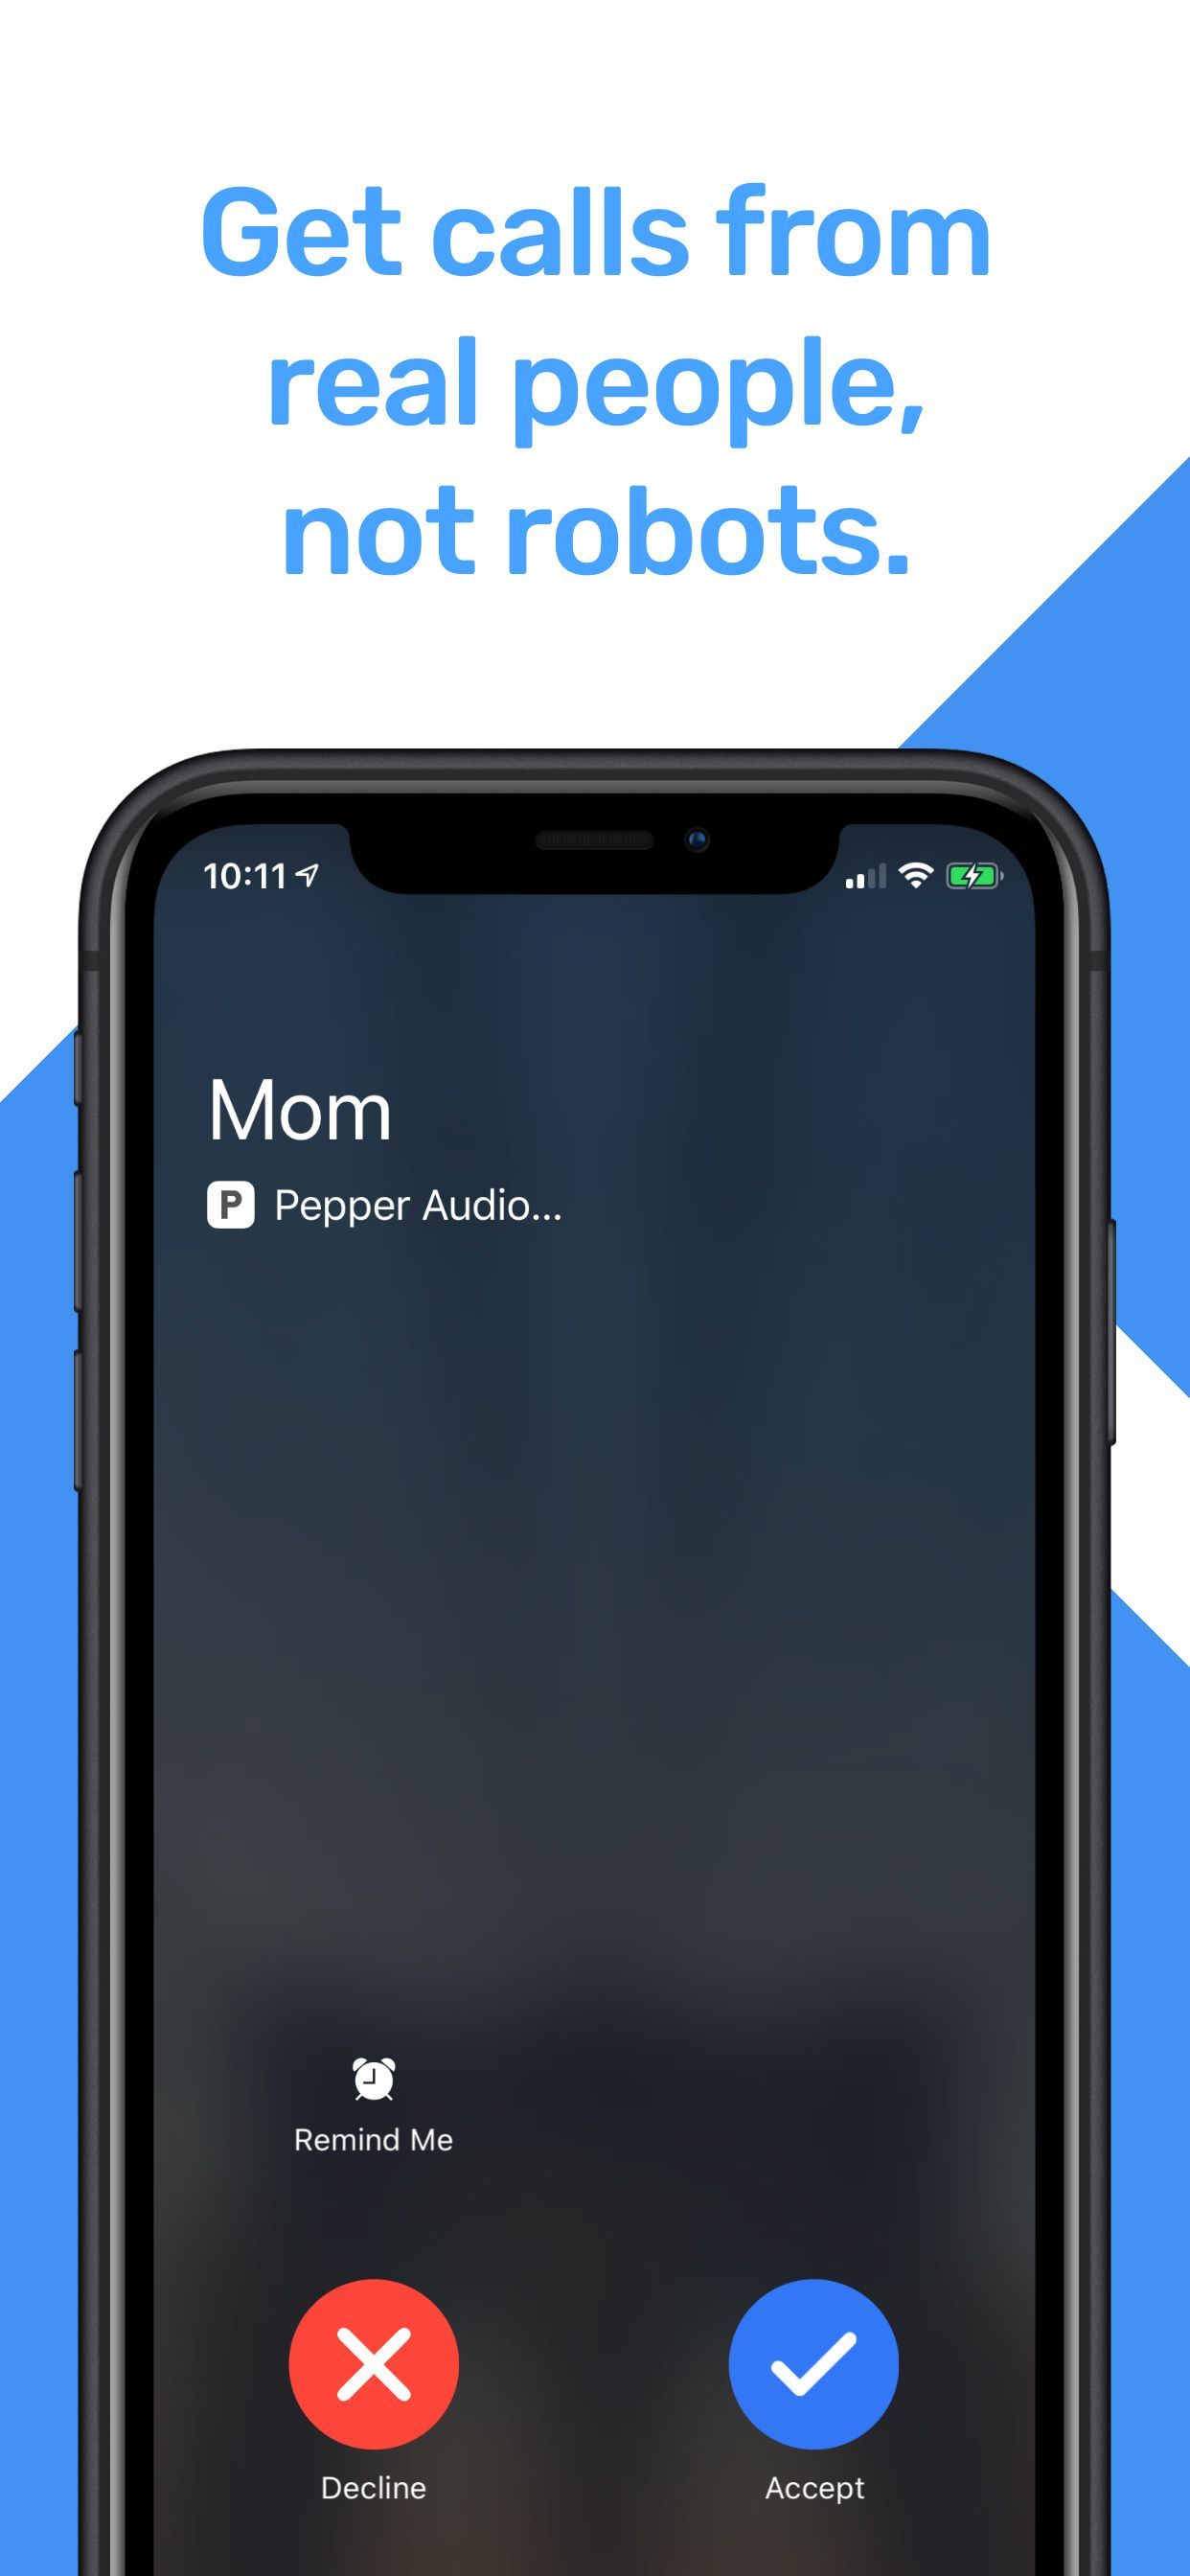 Get calls from
real people,
not robots.
10:11
Mom
P Pepper Audio...
Remind Me
Decline
Accept